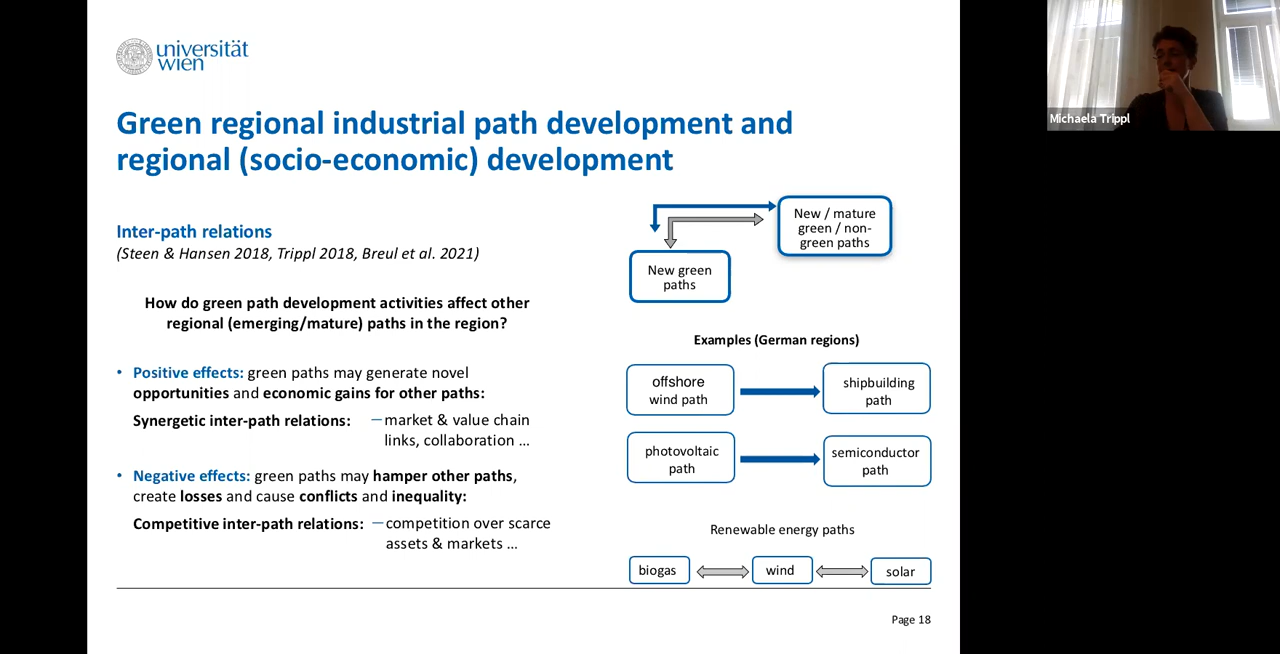 universität
wien
Green regional industrial path development and
regional (socio-economic) development
Inter-path relations
(Steen & Hansen 2018, Trippl 2018, Breul et al. 2021)
How do green path development activities affect other
regional (emerging/mature) paths in the region?
• Positive effects: green paths may generate novel
opportunities and economic gains for other paths:
Synergetic inter-path relations: – market & value chain
links, collaboration ...
• Negative effects: green paths may hamper other paths,
create losses and cause conflicts and inequality:
Competitive inter-path relations: – competition over scarce
assets & markets ...
New / mature
green / non-
green paths
New green
paths
Examples (German regions)
offshore
wind path
shipbuilding
path
photovoltaic
path
semiconductor
path
Renewable energy paths
biogas
wind
solar
Page 18
Michaela Trippl